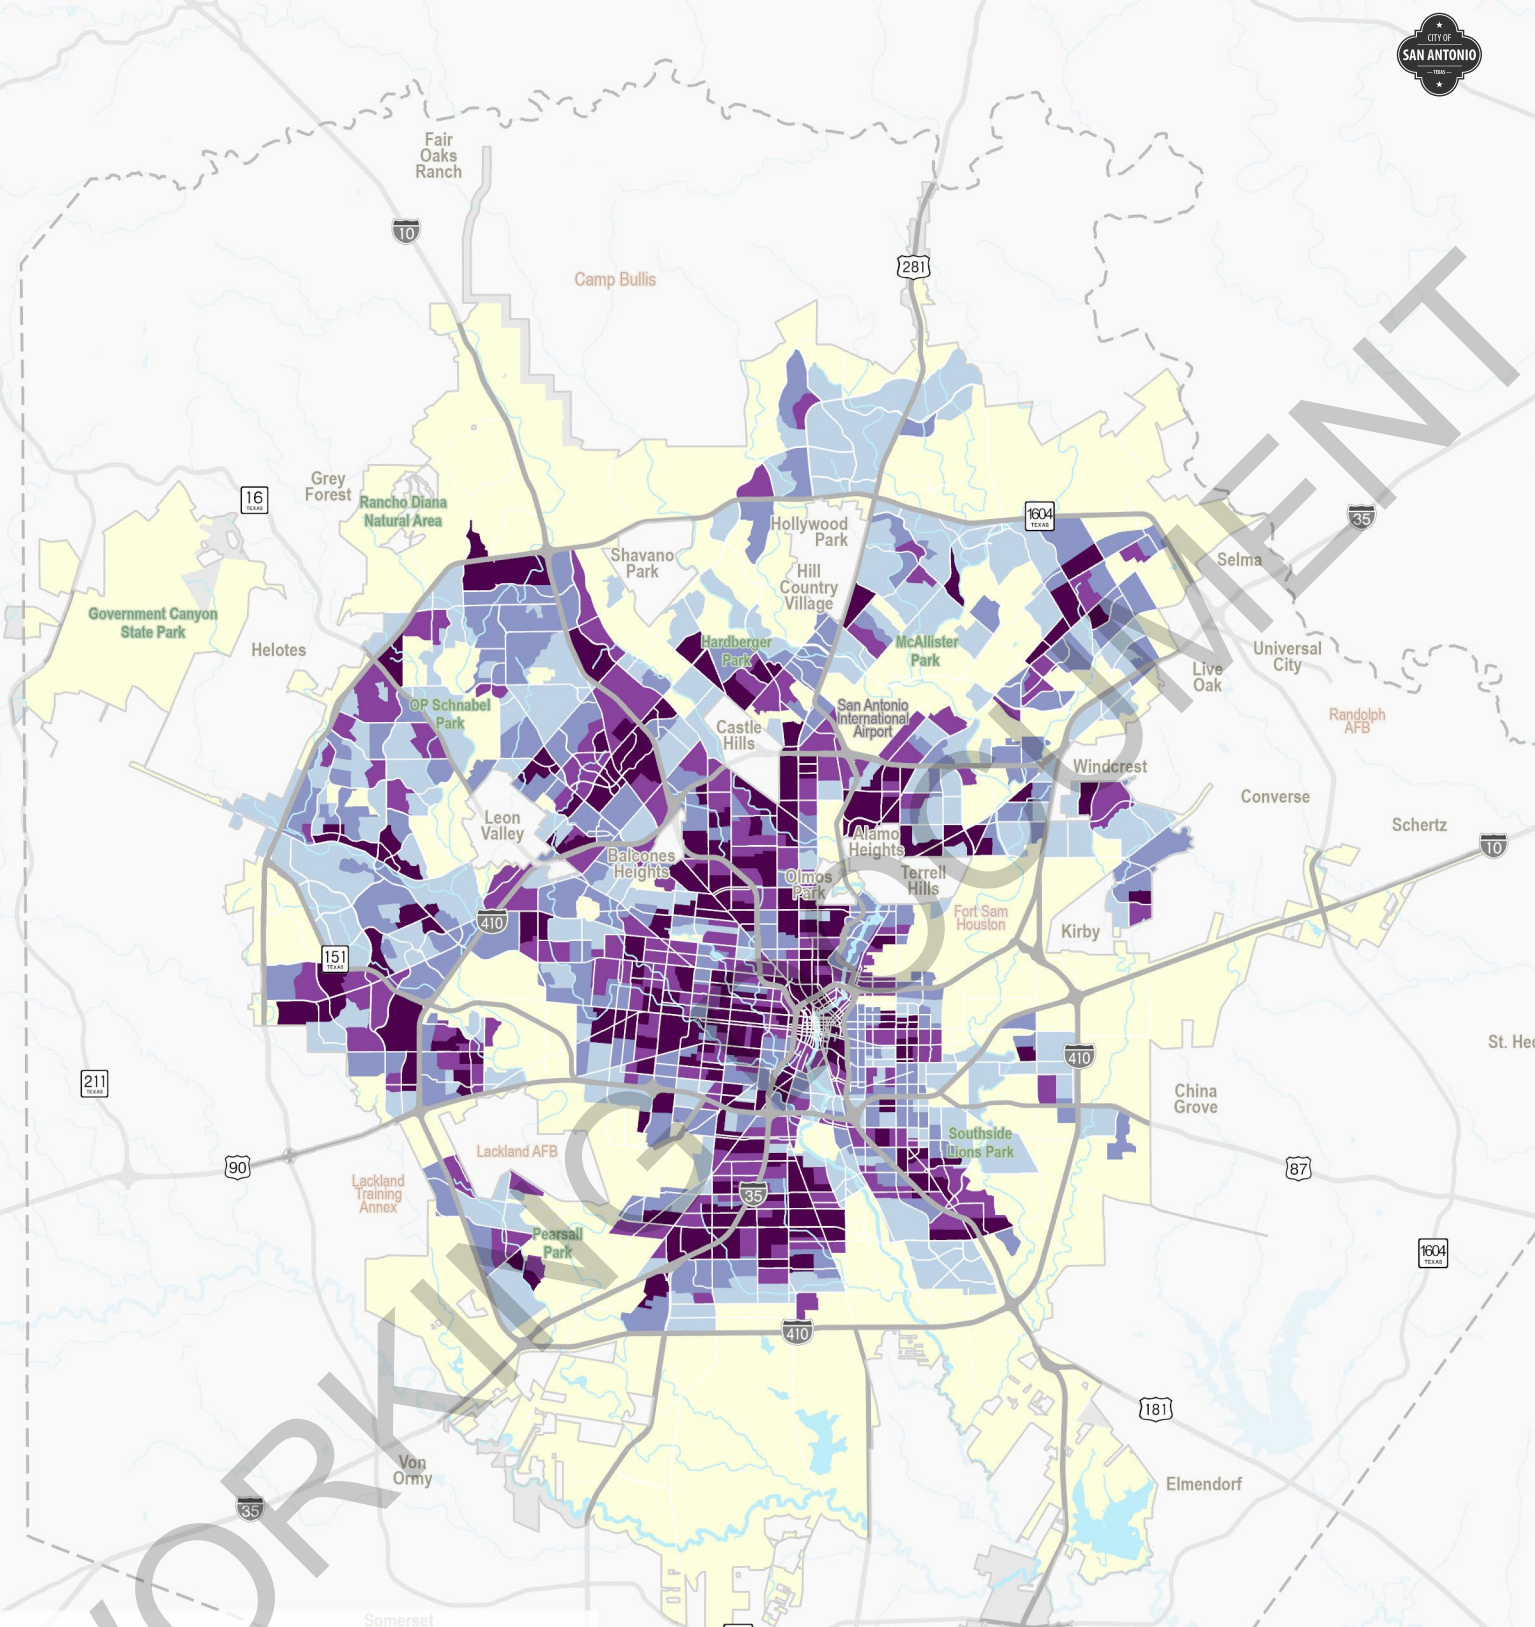 CITY OF
SAN ANTONIO
TEXAS
Fair
Oaks
Ranch
10
281
Camp Bullis
Grey
Forest
16
TEXAS
Rancho Diana
Natural Area
1604
TEXAS
35
Hollywood
Park
Shavano
Park
Selma
Hill
Country
Village
Government Canyon
State Park
Helotes
Hardberger
Park
McAllister
Park
Universal
City
Live
Oak
OP Schnabel
Park
San Antonio
International
Airport
Randolph
AFB
Castle
Hills
Windcrest
Converse
Leon
Valley
Schertz
Alamo
Heights
10
Balcones
Heights
Olmos
Park
Terrell
Hills
410
Fort Sam
Houston
Kirby
151
TEXAS
St. Hed
410
211
TEXAS
China
Grove
Southside
Lions Park
Lackland AFB
90
87
Lackland
Training
Annex
35
Pearsall
Park
1604
TEXAS
410
181
Von
Ormy
Elmendorf
35
Somerset
WORKING DOCUMENT